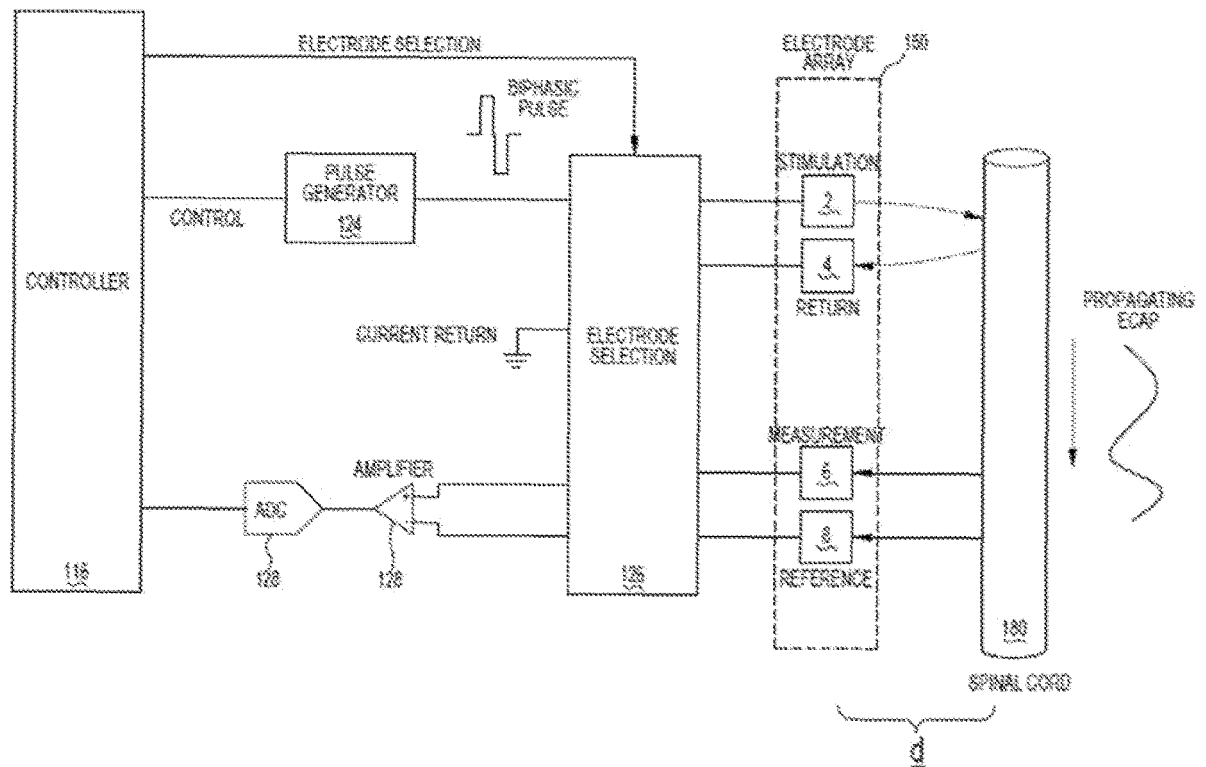 ELECTRODE SELECTION
BIPHASIC
PULSE
ELECTRODE
ARRAY
150
PULSE
GENERATOR
124
CONTROL
STIMULATION
2
4
RETURN
CONTROLLER
116
CURRENT RETURN
ELECTRODE
SELECTION
126
PROPAGATING
ECAP
AMPLIFIER
ADC
128
MEASUREMENT
6
8
REFERENCE
180
SPINAL CORD
d